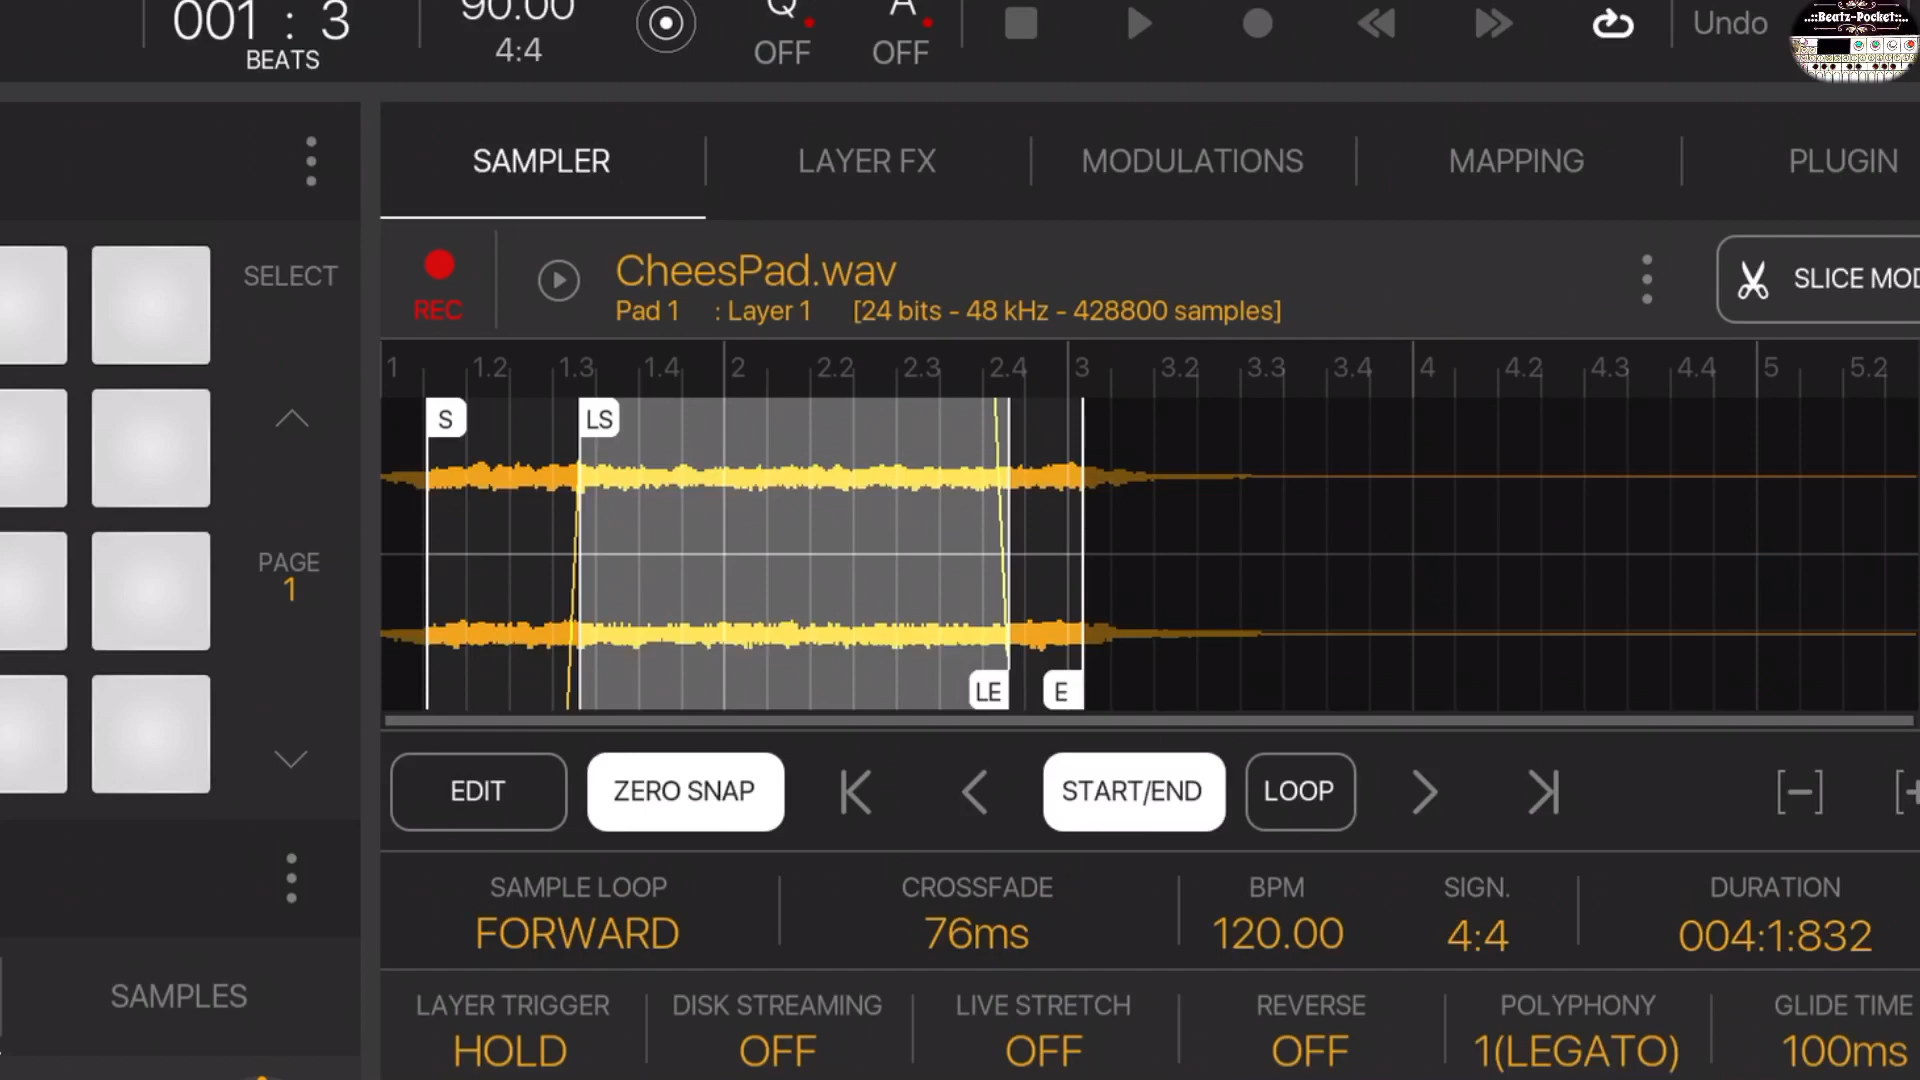 001 : 3
BEATS
90.00
4:4
Q
OFF
A
OFF
Undo
..::Beatz-Pocket::..
SAMPLER
LAYER FX
MODULATIONS
MAPPING
PLUGIN
SELECT
REC
CheesPad.wav
Pad 1 : Layer 1 [24 bits - 48 kHz - 428800 samples]
SLICE MOD
1 1.2 1.3 1.4 2 2.2 2.3 2.4 3 3.2 3.3 3.4 4 4.2 4.3 4.4 5 5.2
S
LS
LE
E
PAGE
1
EDIT
ZERO SNAP
START/END
LOOP
[-]
SAMPLE LOOP
FORWARD
CROSSFADE
76ms
BPM
120.00
SIGN.
4:4
DURATION
004:1:832
SAMPLES
LAYER TRIGGER
HOLD
DISK STREAMING
OFF
LIVE STRETCH
OFF
REVERSE
OFF
POLYPHONY
1(LEGATO)
GLIDE TIME
100ms